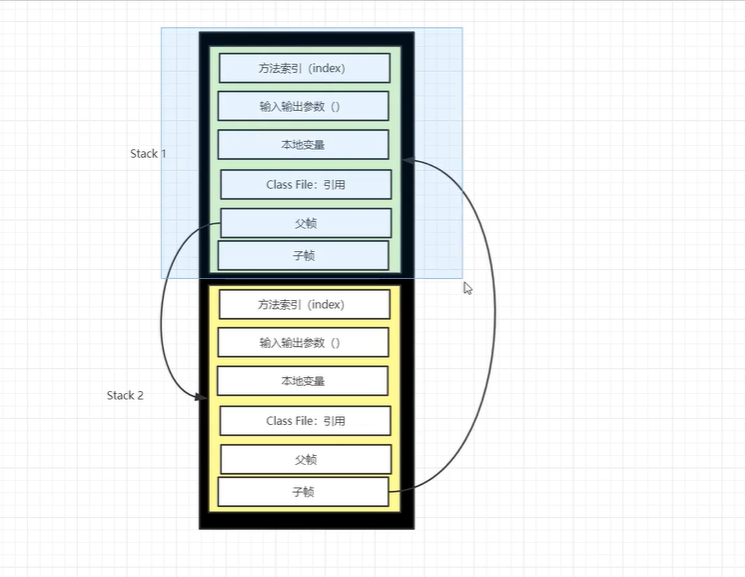 方法索引（index）
输入输出参数（）
本地变量
Stack 1
Class File：引用
父帧
子帧
方法索引（index）
输入输出参数（）
本地变量
Stack 2
Class File：引用
父帧
子帧